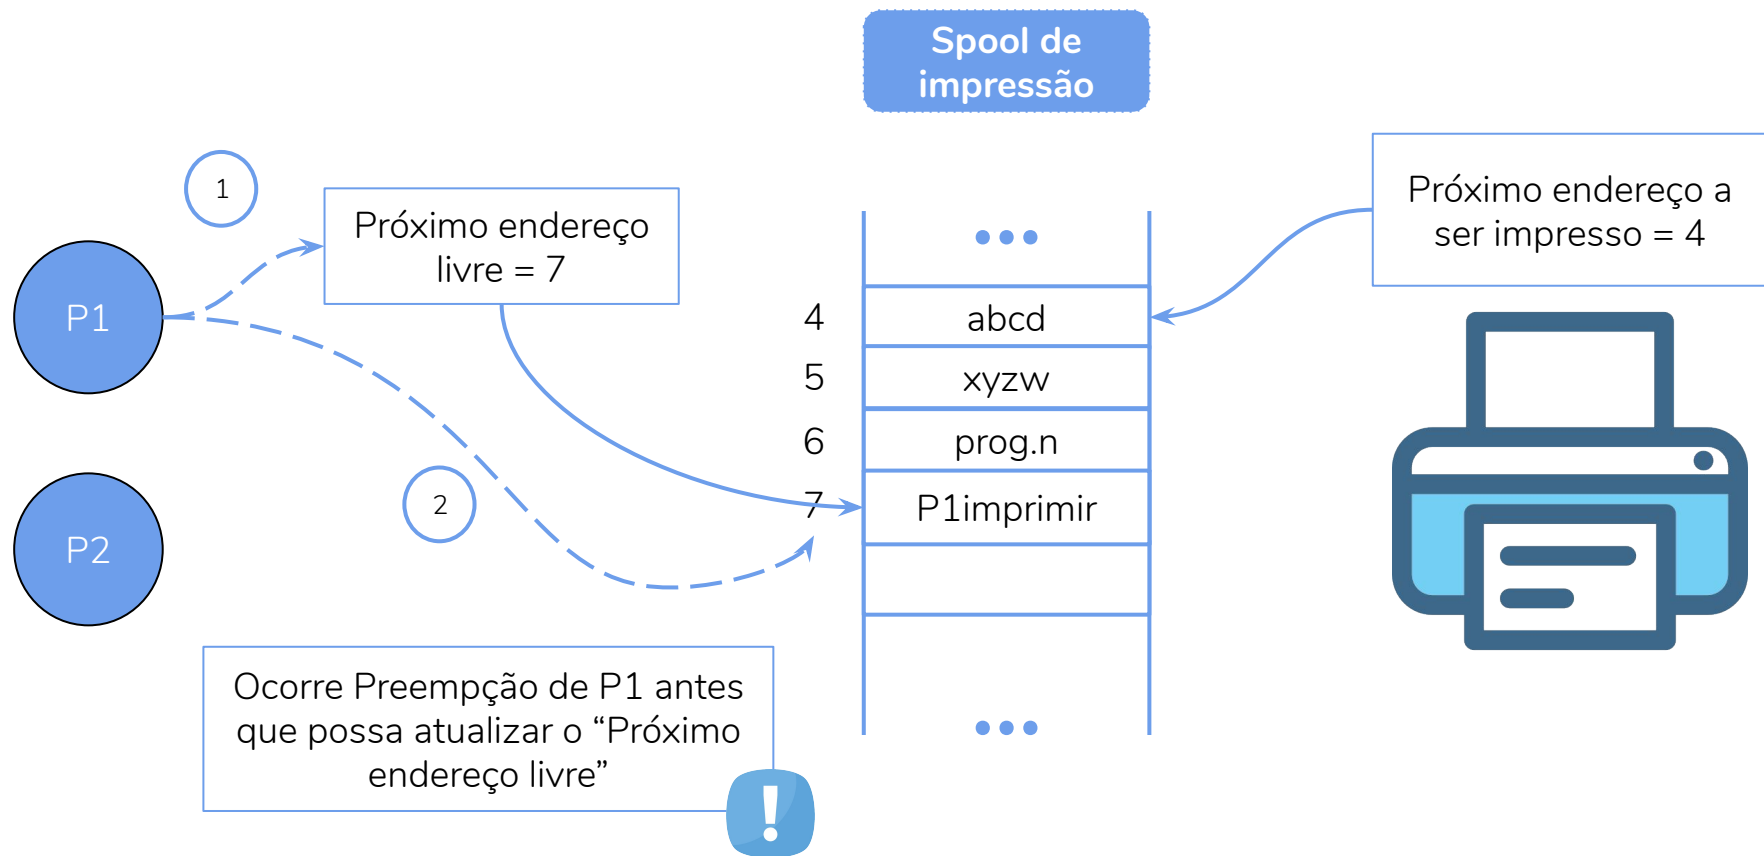 Spool de
impressão
1
Próximo endereço
livre = 7
Próximo endereço a
ser impresso = 4
P1
4
abcd
5
xyzw
6
prog.n
7
P1imprimir
2
P2
Ocorre Preempção de P1 antes
que possa atualizar o “Próximo
endereço livre”
!